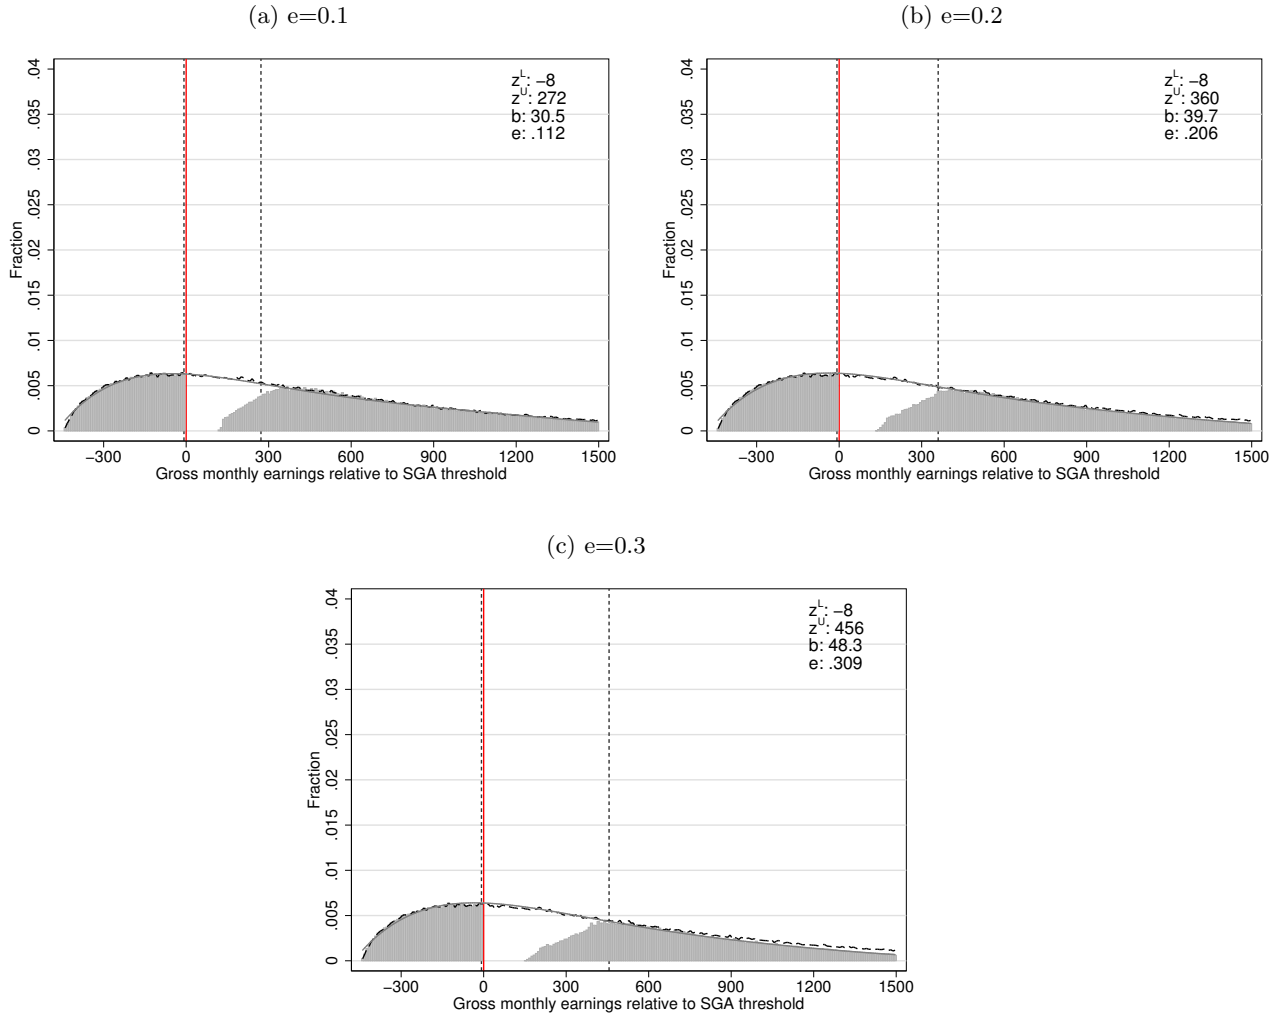 (a) e=0.1
(b) e=0.2
z^L: −8
z^U: 272
b: 30.5
e: .112
Fraction
0 .005 .01 .015 .02 .025 .03 .035 .04
−300 0 300 600 900 1200 1500
Gross monthly earnings relative to SGA threshold
z^L: −8
z^U: 360
b: 39.7
e: .206
Fraction
0 .005 .01 .015 .02 .025 .03 .035 .04
−300 0 300 600 900 1200 1500
Gross monthly earnings relative to SGA threshold
(c) e=0.3
z^L: −8
z^U: 456
b: 48.3
e: .309
Fraction
0 .005 .01 .015 .02 .025 .03 .035 .04
−300 0 300 600 900 1200 1500
Gross monthly earnings relative to SGA threshold